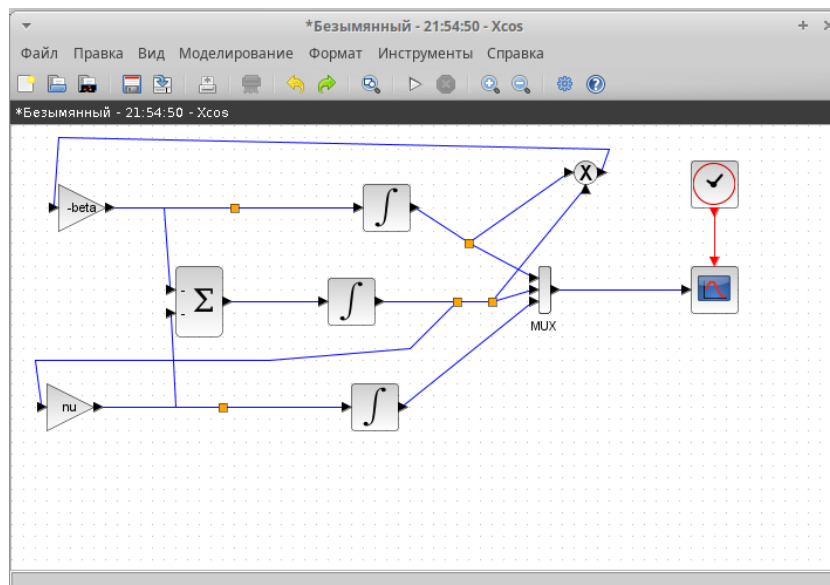 *Безымянный - 21:54:50 - Xcos
Файл Правка Вид Моделирование Формат Инструменты Справка
*Безымянный - 21:54:50 - Xcos
X
-beta
∫
-
-
Σ
∫
MUX
nu
∫